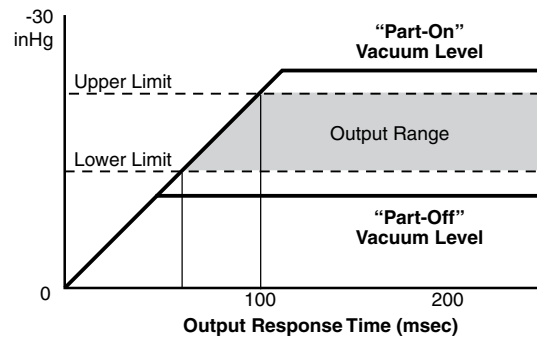 -30
inHg
“Part-On”
Vacuum Level
Upper Limit
Output Range
Lower Limit
“Part-Off”
Vacuum Level
0
100
200
Output Response Time (msec)